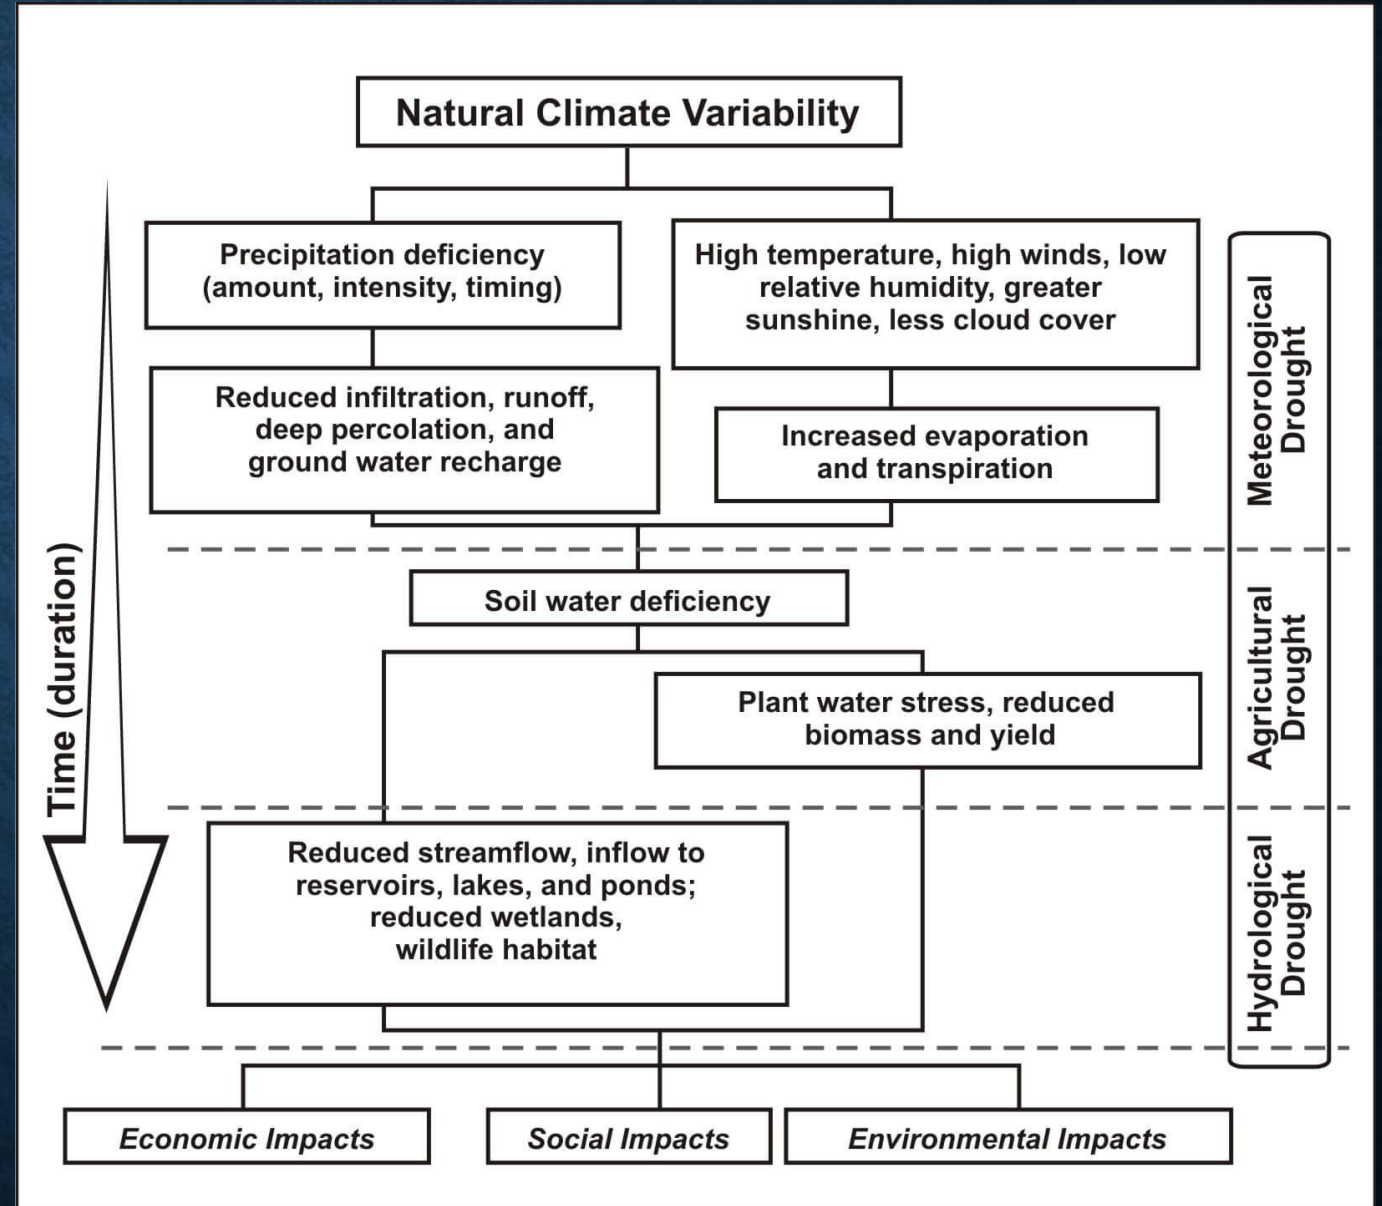 Natural Climate Variability
Precipitation deficiency
(amount, intensity, timing)
High temperature, high winds, low
relative humidity, greater
sunshine, less cloud cover
Reduced infiltration, runoff,
deep percolation, and
ground water recharge
Increased evaporation
and transpiration
Meteorological
Drought
Time (duration)
Soil water deficiency
Plant water stress, reduced
biomass and yield
Agricultural
Drought
Reduced streamflow, inflow to
reservoirs, lakes, and ponds;
reduced wetlands,
wildlife habitat
Hydrological
Drought
Economic Impacts
Social Impacts
Environmental Impacts